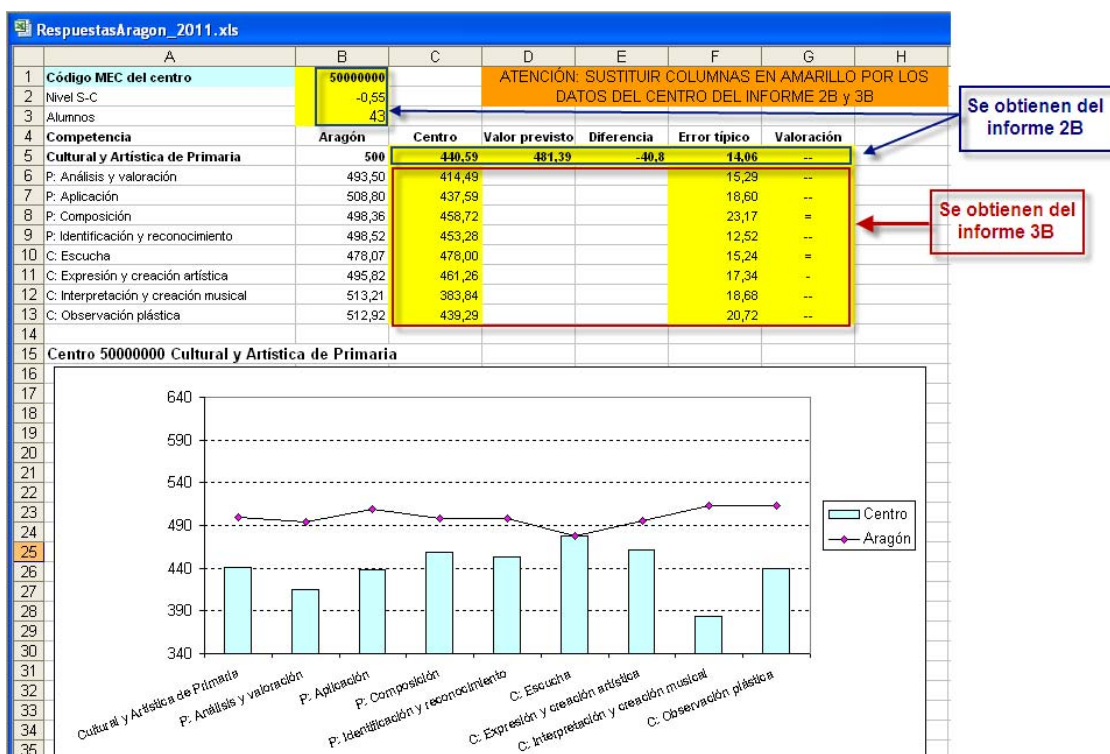 RespuestasAragon_2011.xls
A B C D E F G H
1 Código MEC del centro 50000000 ATENCIÓN: SUSTITUIR COLUMNAS EN AMARILLO POR LOS
2 Nivel S-C -0,55 DATOS DEL CENTRO DEL INFORME 2B y 3B
3 Alumnos 43
4 Competencia Aragón Centro Valor previsto Diferencia Error típico Valoración
5 Cultural y Artística de Primaria 500 440,59 481,39 -40,8 14,06 --
6 P: Análisis y valoración 493,50 414,49 15,29 --
7 P: Aplicación 508,80 437,59 18,60 --
8 P: Composición 498,36 458,72 23,17 =
9 P: Identificación y reconocimiento 498,52 453,28 12,52 --
10 C: Escucha 478,07 478,00 15,24 =
11 C: Expresión y creación artística 495,82 461,26 17,34 -
12 C: Interpretación y creación musical 513,21 383,84 18,68 --
13 C: Observación plástica 512,92 439,29 20,72 --
14
15 Centro 50000000 Cultural y Artística de Primaria
16
17
18
19
20
21
22
23
24
25
26
27
28
29
30
31
32
33
34
35
Se obtienen del
informe 2B
Se obtienen del
informe 3B
640
590
540
490
440
390
340
Centro
Aragón
Cultural y Artística de Primaria
P: Análisis y valoración
P: Aplicación
P: Composición
P: Identificación y reconocimiento
C: Escucha
C: Expresión y creación artística
C: Interpretación y creación musical
C: Observación plástica